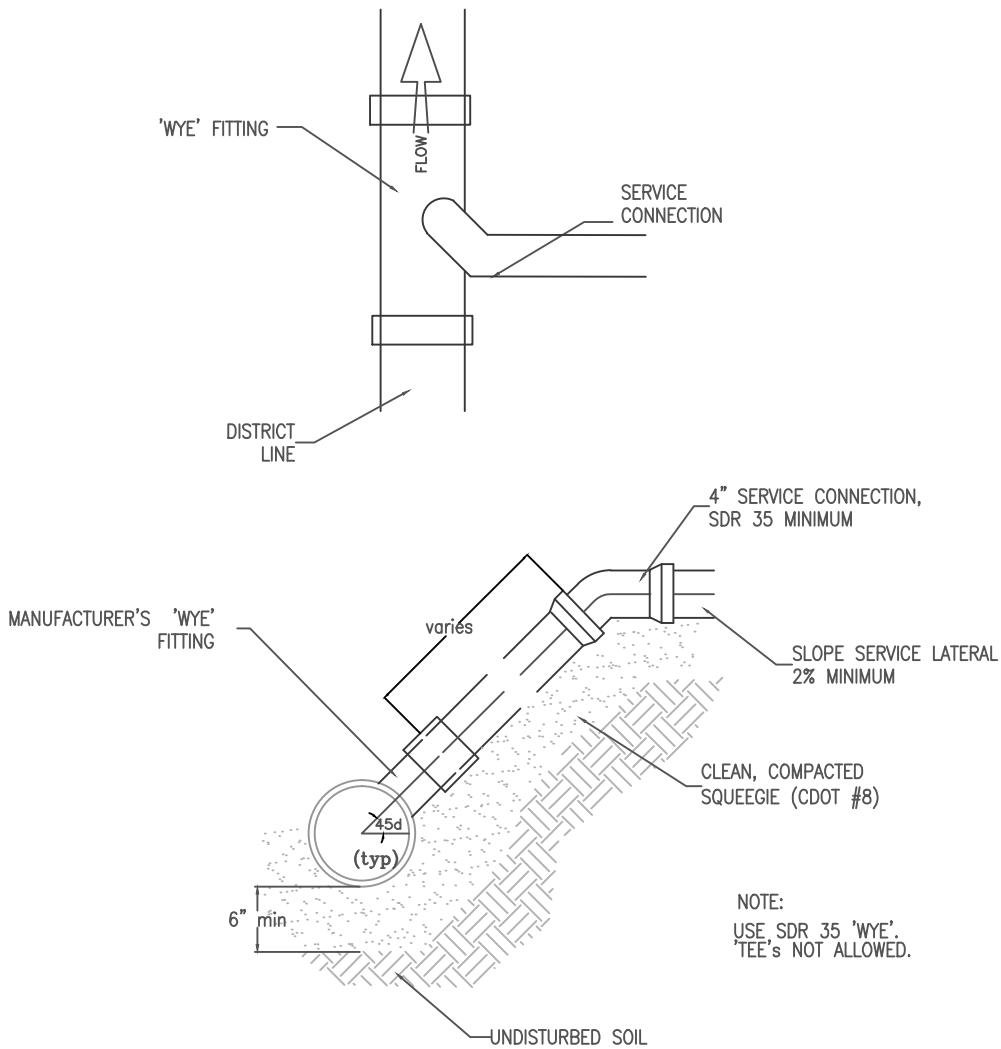 'WYE' FITTING
FLOW
SERVICE
CONNECTION
DISTRICT
LINE
4" SERVICE CONNECTION,
SDR 35 MINIMUM
MANUFACTURER'S 'WYE'
FITTING
varies
SLOPE SERVICE LATERAL
2% MINIMUM
CLEAN, COMPACTED
SQUEEGIE (CDOT #8)
45d
(typ)
6" min
NOTE:
USE SDR 35 'WYE'.
'TEE's NOT ALLOWED.
UNDISTURBED SOIL